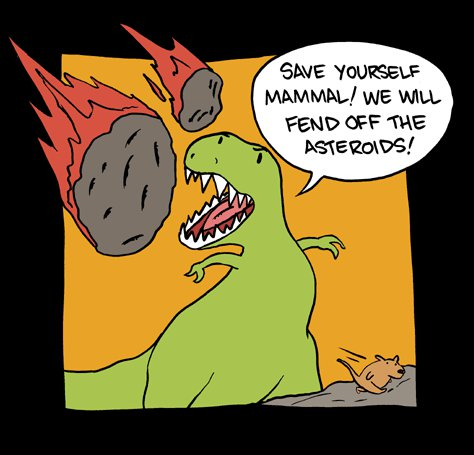 SAVE YOURSELF
MAMMAL! WE WILL
FEND OFF THE
ASTEROIDS!